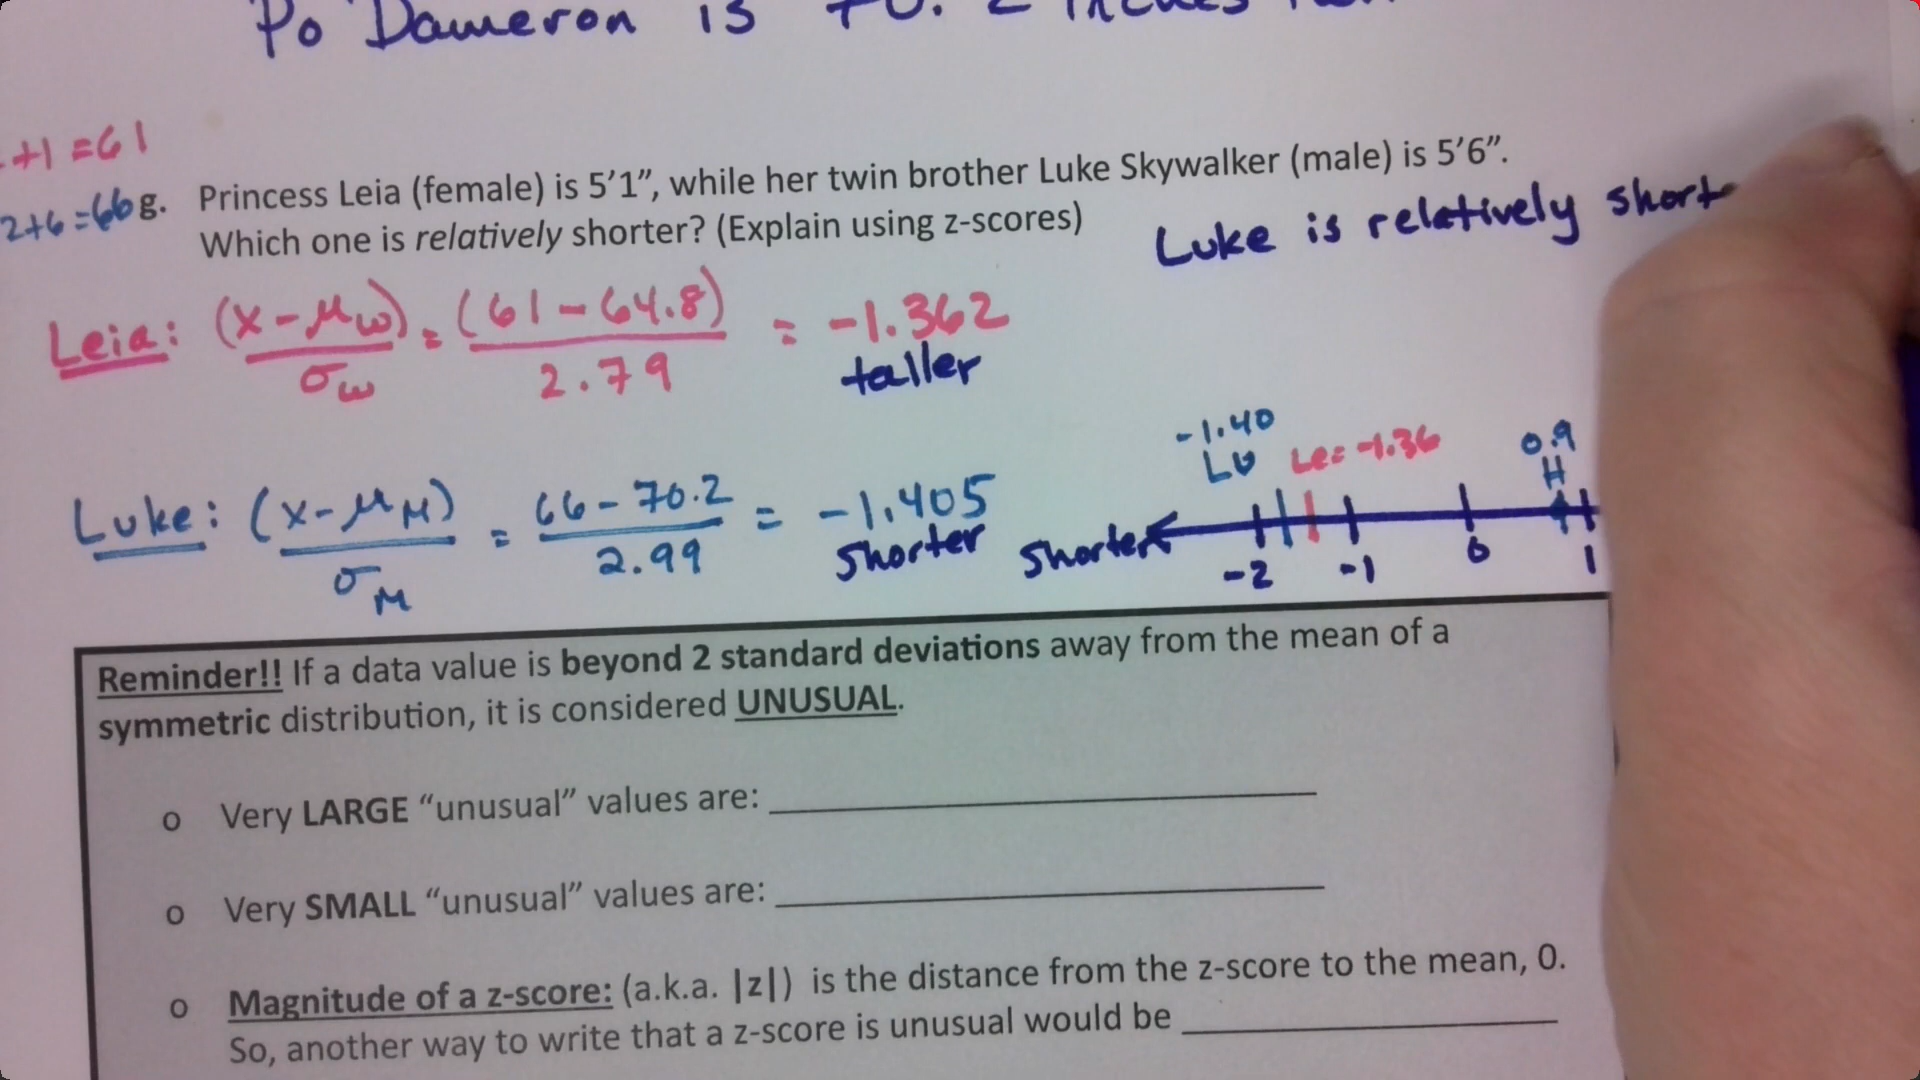 Po Dameron is
+1 = 61
2+6=66
g. Princess Leia (female) is 5’1”, while her twin brother Luke Skywalker (male) is 5’6”.
Which one is relatively shorter? (Explain using z-scores)
Luke is relatively short
Leia: (x-μw)/σw = (61-64.8)/2.79 = -1.362
taller
Luke: (x-μM)/σM = 66-70.2/2.99 = -1.405
shorter
-1.40 Le= -1.36 0.9
LU H
shorter
-2 -1 0 1
Reminder!! If a data value is beyond 2 standard deviations away from the mean of a
symmetric distribution, it is considered UNUSUAL.
o Very LARGE “unusual” values are: ____________
o Very SMALL “unusual” values are: ____________
o Magnitude of a z-score: (a.k.a. |z|) is the distance from the z-score to the mean, 0.
So, another way to write that a z-score is unusual would be ____________